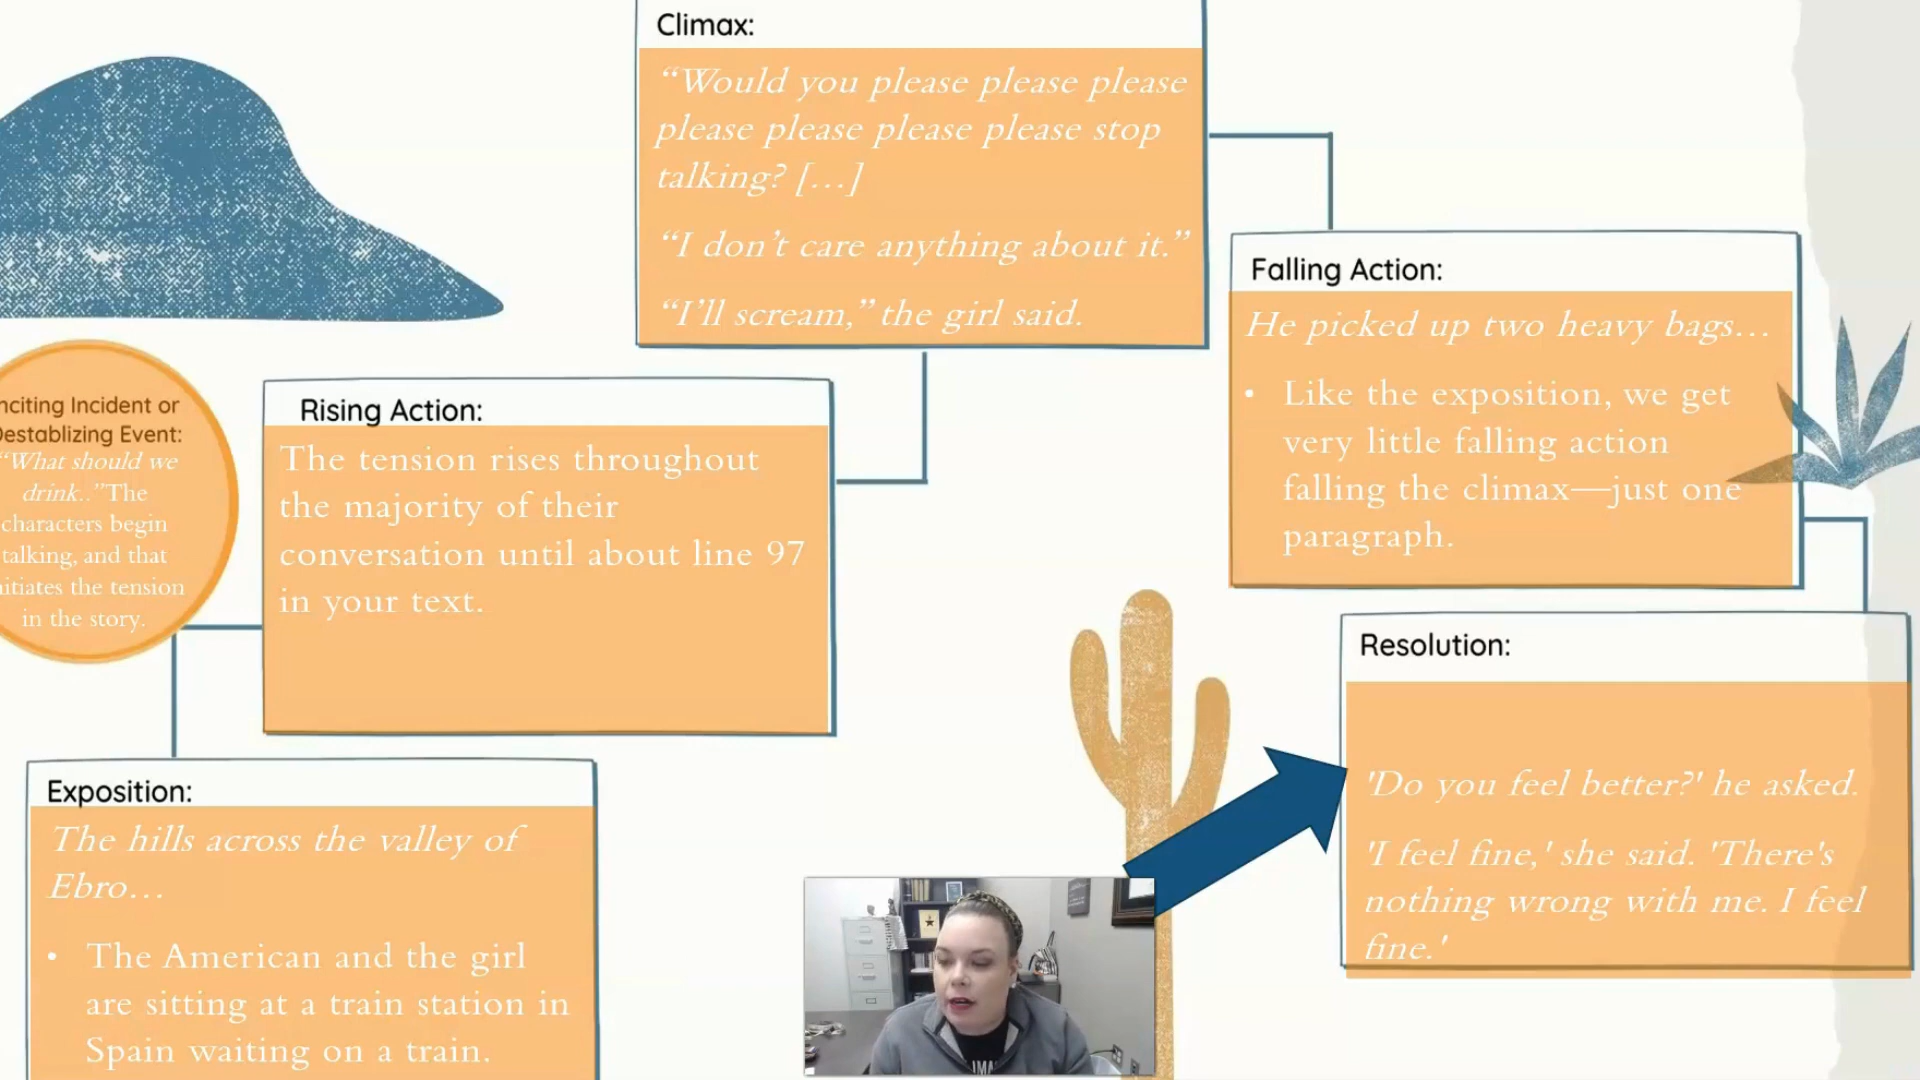 Climax:
“Would you please please please
please please please please stop
talking? […]
“I don’t care anything about it.”
“I’ll scream,” the girl said.
Falling Action:
He picked up two heavy bags…
• Like the exposition, we get
very little falling action
falling the climax—just one
paragraph.
nciting Incident or
Destablizing Event:
“What should we
drink..” The
characters begin
talking, and that
nitiates the tension
in the story.
Rising Action:
The tension rises throughout
the majority of their
conversation until about line 97
in your text.
Resolution:
'Do you feel better?' he asked.
'I feel fine,' she said. 'There's
nothing wrong with me. I feel
fine.'
Exposition:
The hills across the valley of
Ebro…
• The American and the girl
are sitting at a train station in
Spain waiting on a train.